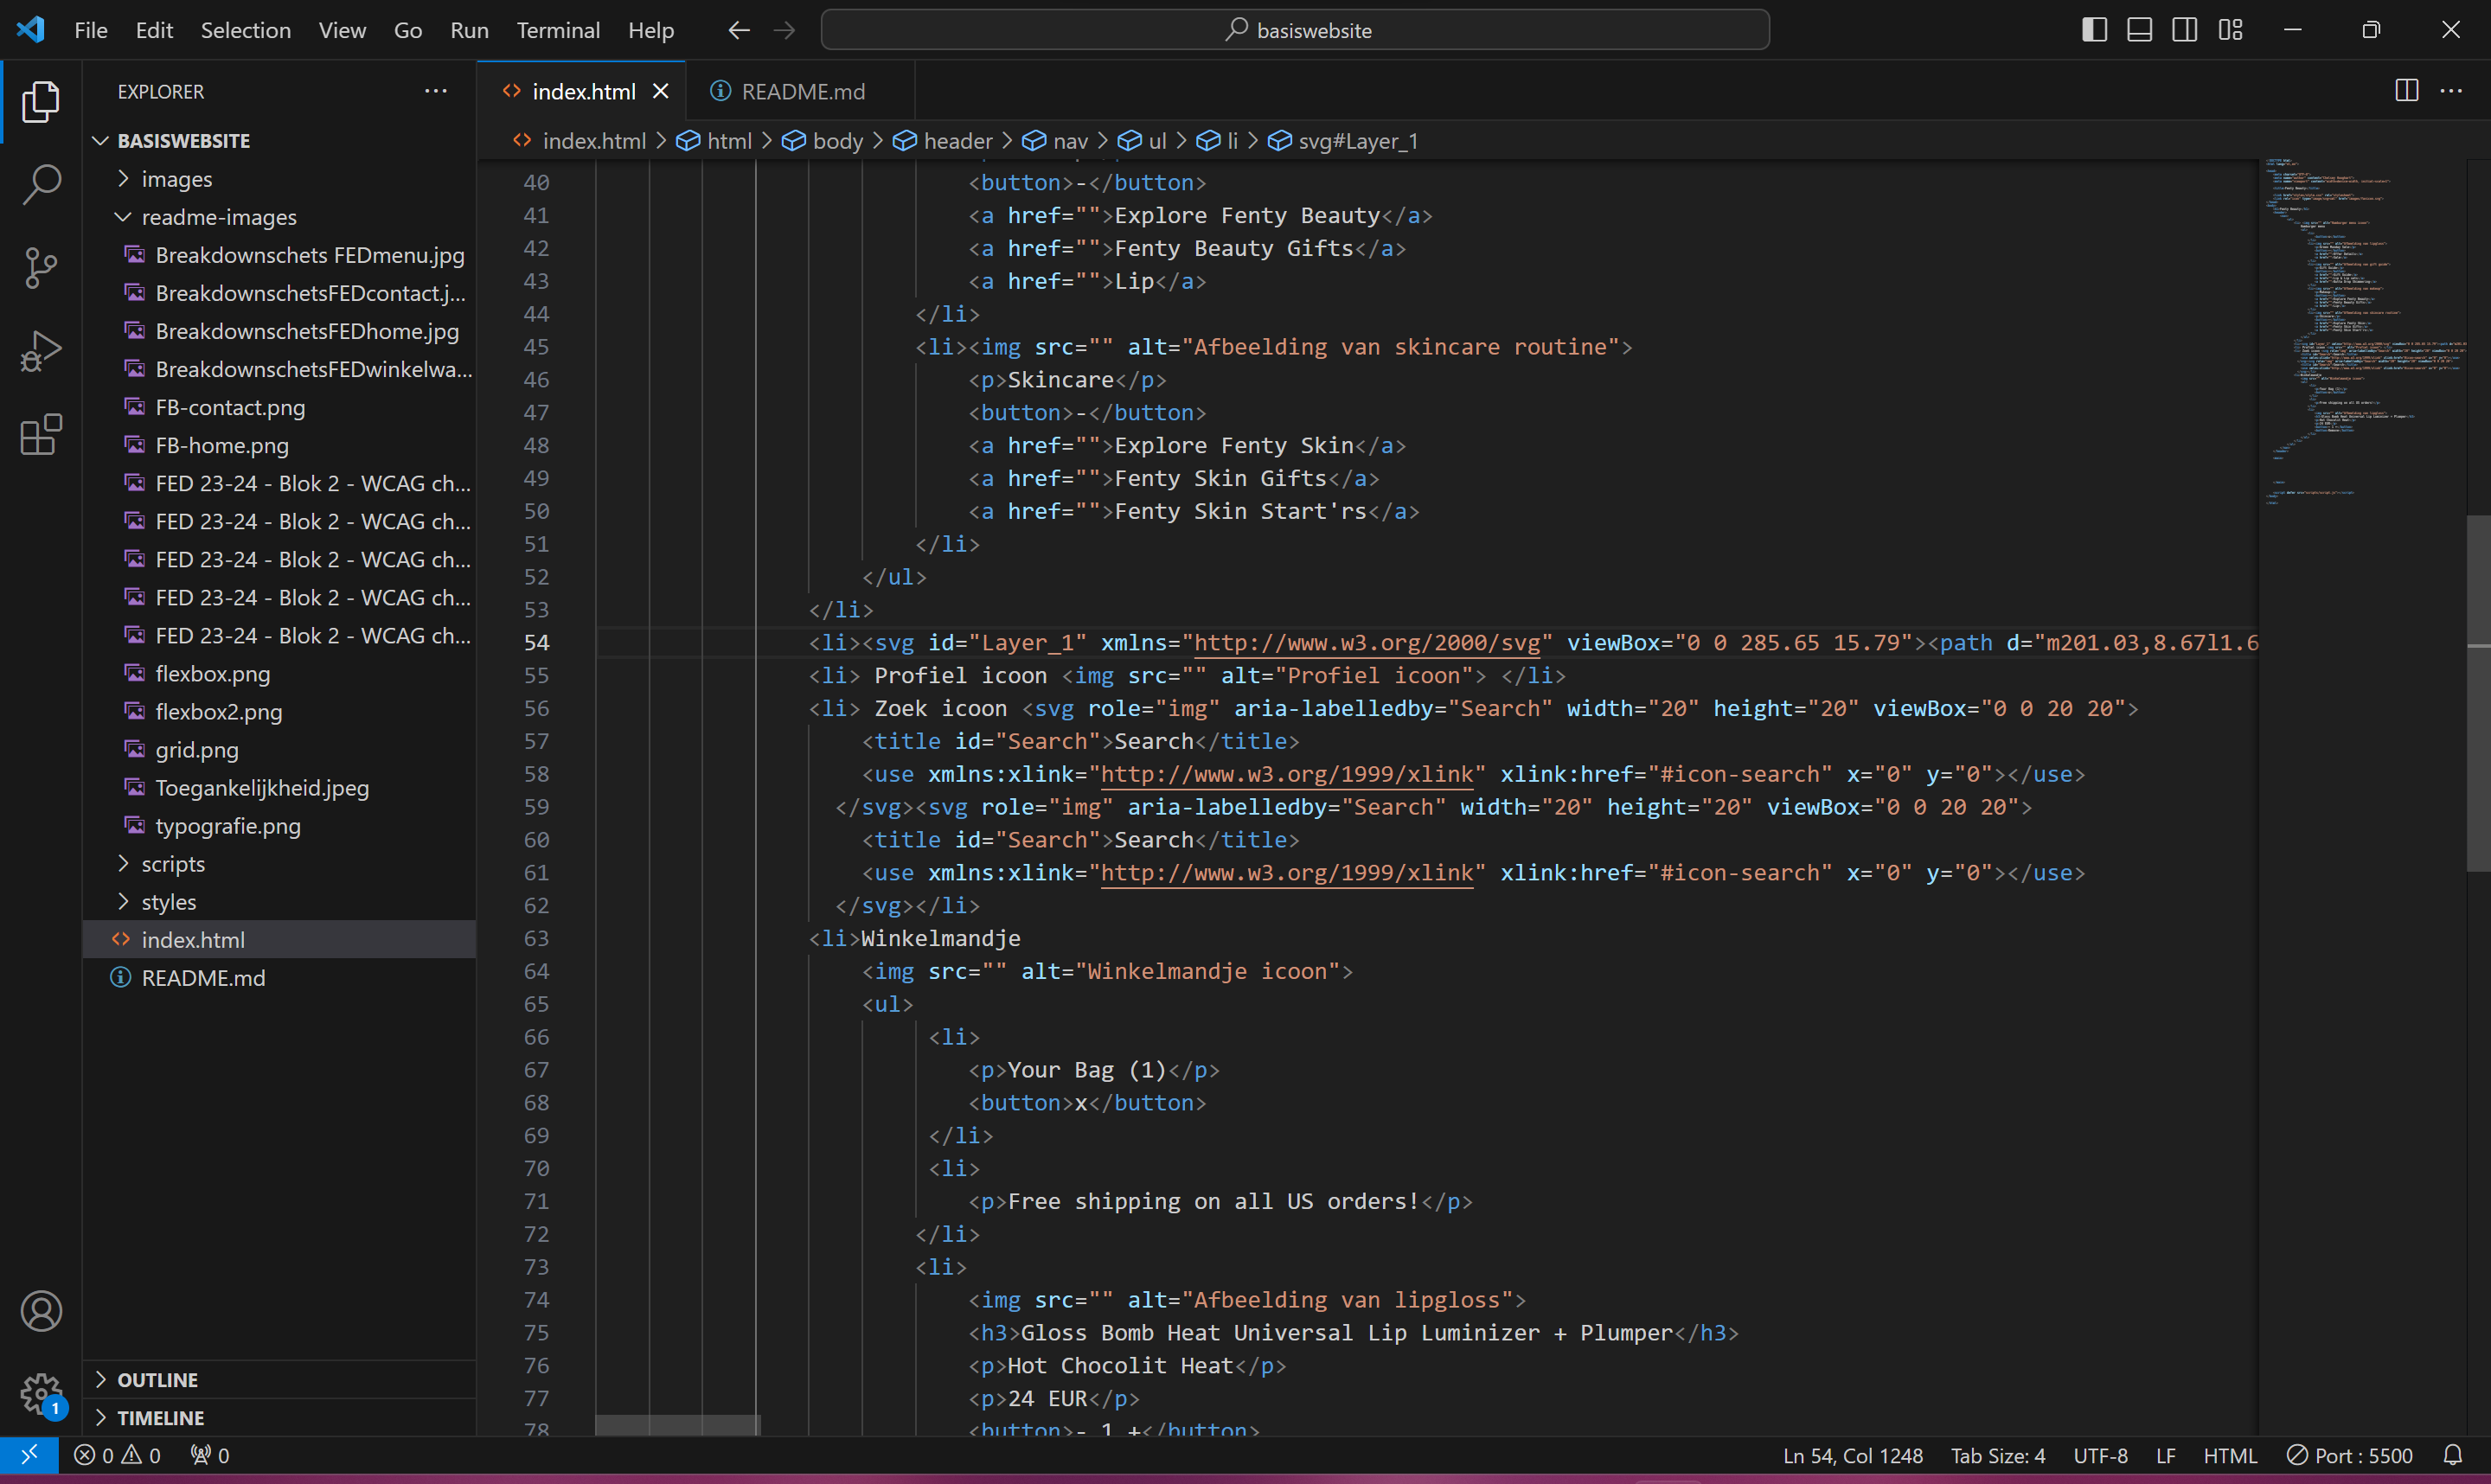 File Edit Selection View Go Run Terminal Help basiswebsite
EXPLORER
BASISWEBSITE
images
readme-images
Breakdownschets FEDmenu.jpg
BreakdownschetsFEDcontact.j...
BreakdownschetsFEDhome.jpg
BreakdownschetsFEDwinkelwa...
FB-contact.png
FB-home.png
FED 23-24 - Blok 2 - WCAG ch...
FED 23-24 - Blok 2 - WCAG ch...
FED 23-24 - Blok 2 - WCAG ch...
FED 23-24 - Blok 2 - WCAG ch...
FED 23-24 - Blok 2 - WCAG ch...
flexbox.png
flexbox2.png
grid.png
Toegankelijkheid.jpeg
typografie.png
scripts
styles
index.html
README.md
OUTLINE
TIMELINE
1
index.html README.md
index.html > html > body > header > nav > ul > li > svg#Layer_1
40 <button>-</button>
41 <a href="">Explore Fenty Beauty</a>
42 <a href="">Fenty Beauty Gifts</a>
43 <a href="">Lip</a>
44 </li>
45 <li><img src="" alt="Afbeelding van skincare routine">
46 <p>Skincare</p>
47 <button>-</button>
48 <a href="">Explore Fenty Skin</a>
49 <a href="">Fenty Skin Gifts</a>
50 <a href="">Fenty Skin Start'rs</a>
51 </li>
52 </ul>
53 </li>
54 <li><svg id="Layer_1" xmlns="http://www.w3.org/2000/svg" viewBox="0 0 285.65 15.79"><path d="m201.03,8.67l1.6
55 <li> Profiel icoon <img src="" alt="Profiel icoon"> </li>
56 <li> Zoek icoon <svg role="img" aria-labelledby="Search" width="20" height="20" viewBox="0 0 20 20">
57 <title id="Search">Search</title>
58 <use xmlns:xlink="http://www.w3.org/1999/xlink" xlink:href="#icon-search" x="0" y="0"></use>
59 </svg><svg role="img" aria-labelledby="Search" width="20" height="20" viewBox="0 0 20 20">
60 <title id="Search">Search</title>
61 <use xmlns:xlink="http://www.w3.org/1999/xlink" xlink:href="#icon-search" x="0" y="0"></use>
62 </svg></li>
63 <li>Winkelmandje
64 <img src="" alt="Winkelmandje icoon">
65 <ul>
66 <li>
67 <p>Your Bag (1)</p>
68 <button>x</button>
69 </li>
70 <li>
71 <p>Free shipping on all US orders!</p>
72 </li>
73 <li>
74 <img src="" alt="Afbeelding van lipgloss">
75 <h3>Gloss Bomb Heat Universal Lip Luminizer + Plumper</h3>
76 <p>Hot Chocolit Heat</p>
77 <p>24 EUR</p>
78 <button>- 1 +</button>
0 0 0 Ln 54, Col 1248 Tab Size: 4 UTF-8 LF HTML Port : 5500